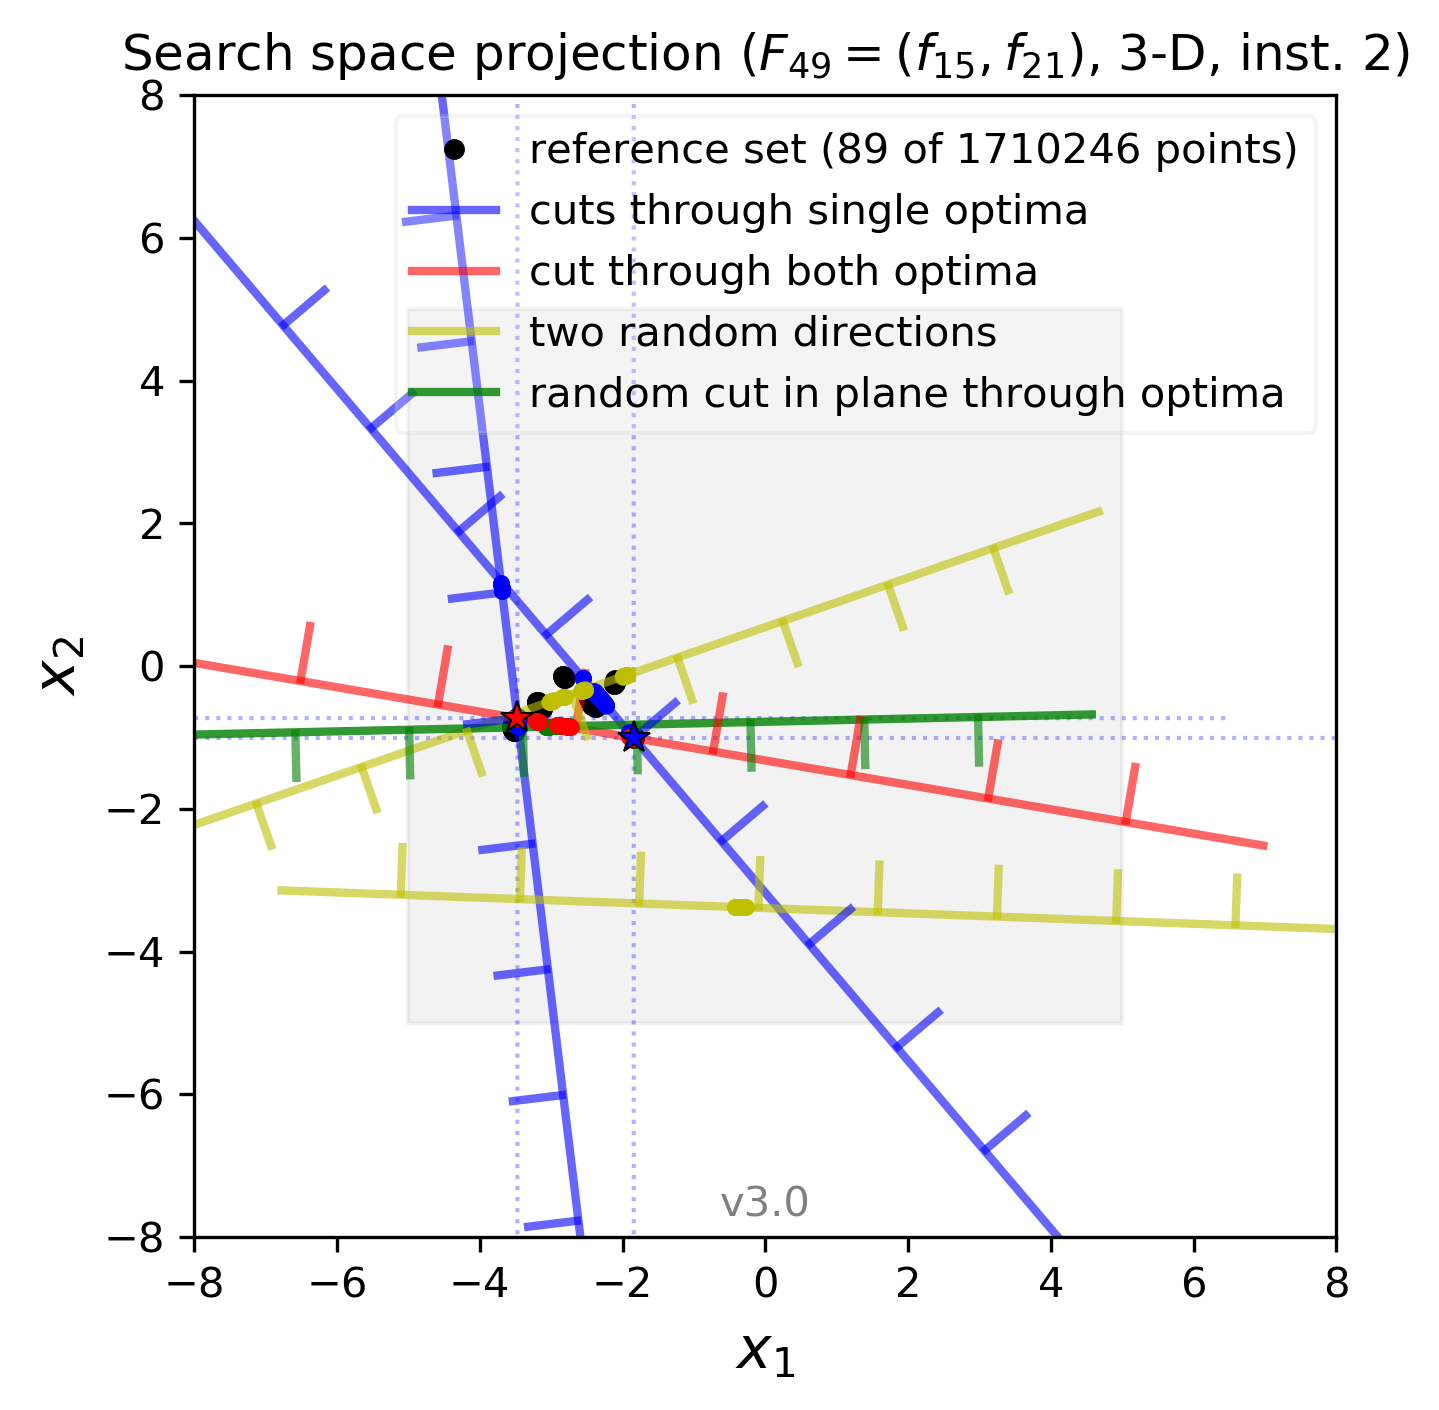 Search space projection (F49 = (f15, f21), 3-D, inst. 2)
reference set (89 of 1710246 points)
cuts through single optima
cut through both optima
two random directions
random cut in plane through optima
8
6
4
2
0
−2
−4
−6
−8
x2
v3.0
−8 −6 −4 −2 0 2 4 6 8
x1